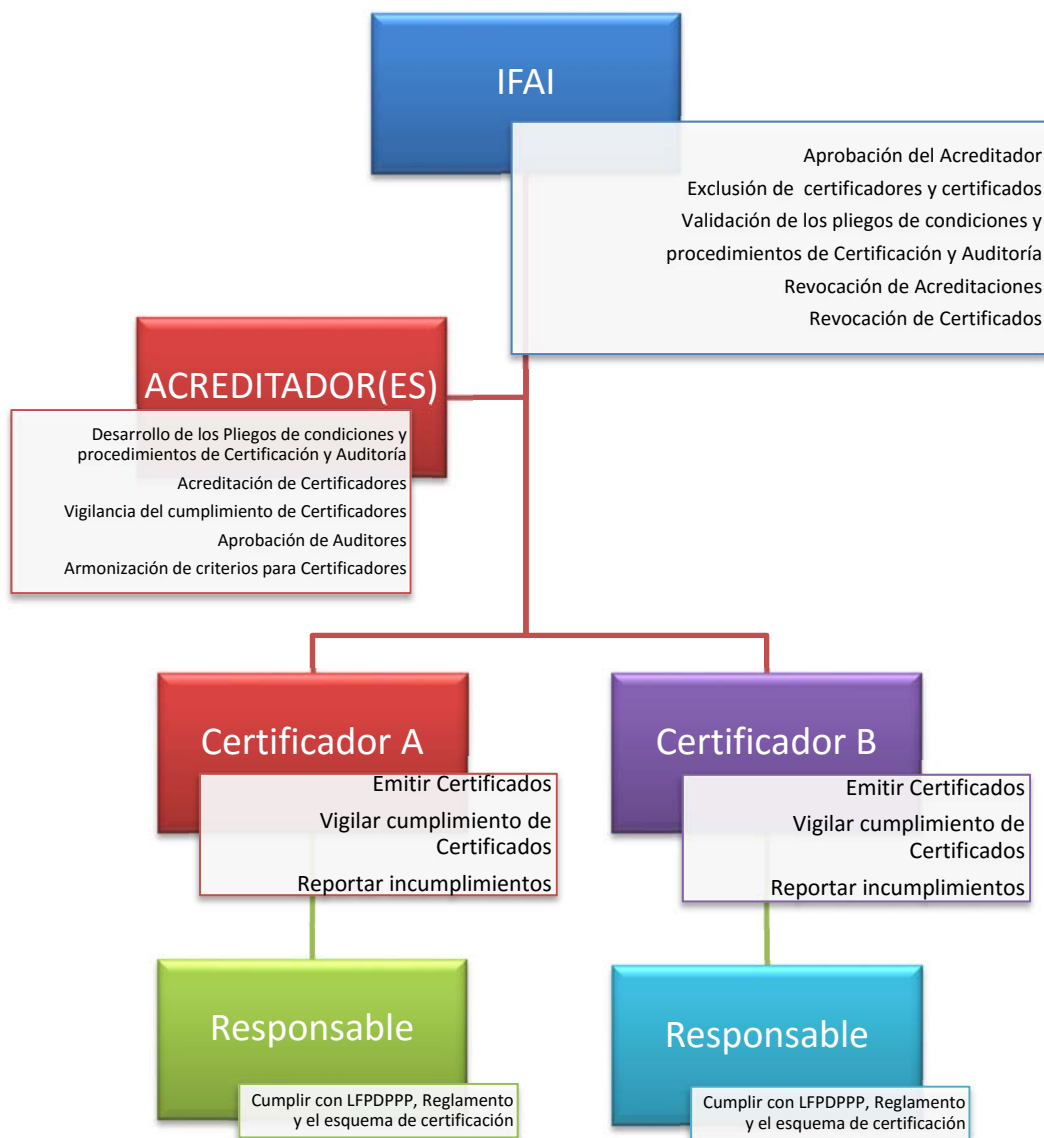 IFAI
Aprobación del Acreditador
Exclusión de certificadores y certificados
Validación de los pliegos de condiciones y
procedimientos de Certificación y Auditoría
Revocación de Acreditaciones
Revocación de Certificados
ACREDITADOR(ES)
Desarrollo de los Pliegos de condiciones y
procedimientos de Certificación y Auditoría
Acreditación de Certificadores
Vigilancia del cumplimiento de Certificadores
Aprobación de Auditores
Armonización de criterios para Certificadores
Certificador A
Emitir Certificados
Vigilar cumplimiento de
Certificados
Reportar incumplimientos
Certificador B
Emitir Certificados
Vigilar cumplimiento de
Certificados
Reportar incumplimientos
Responsable
Cumplir con LFPDPPP, Reglamento
y el esquema de certificación
Responsable
Cumplir con LFPDPPP, Reglamento
y el esquema de certificación